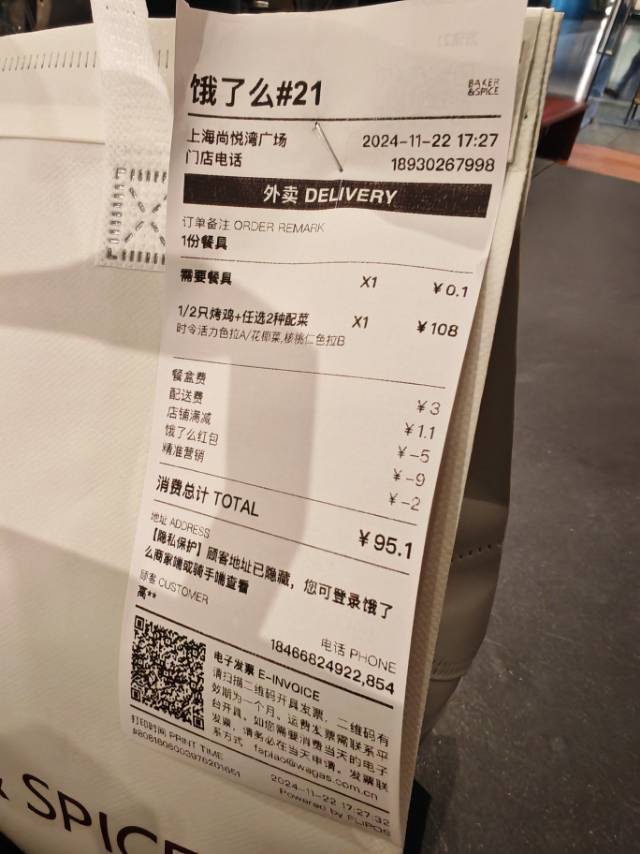 饿了么#21
BAKER
&SPICE
上海尚悦湾广场 2024-11-22 17:27
门店电话 18930267998
外卖 DELIVERY
订单备注 ORDER REMARK
1份餐具
需要餐具 X1 ￥0.1
1/2只烤鸡+任选2种配菜 X1 ￥108
时令活力色拉A/花椰菜,核桃仁色拉B
餐盒费 ￥3
配送费 ￥1.1
店铺满减 ￥-5
饿了么红包 ￥-9
精准营销 ￥-2
消费总计 TOTAL ￥95.1
地址 ADDRESS
【隐私保护】顾客地址已隐藏，您可登录饿了
么商家端或骑手端查看
顾客 CUSTOMER 电话 PHONE
高** 18466824922,854
电子发票 E-INVOICE
请扫描二维码开具发票，二维码有
效期为一个月。运费发票需联系平
台开具。如您需要消费当天的电子
发票，请务必在当天申请。发票联
系方式 fapiao@wagas.com.cn
打印时间 PRINT TIME 2024-11-22 17:27:32
#8061806003976201651 Powered by FLIPOS
& SPICE